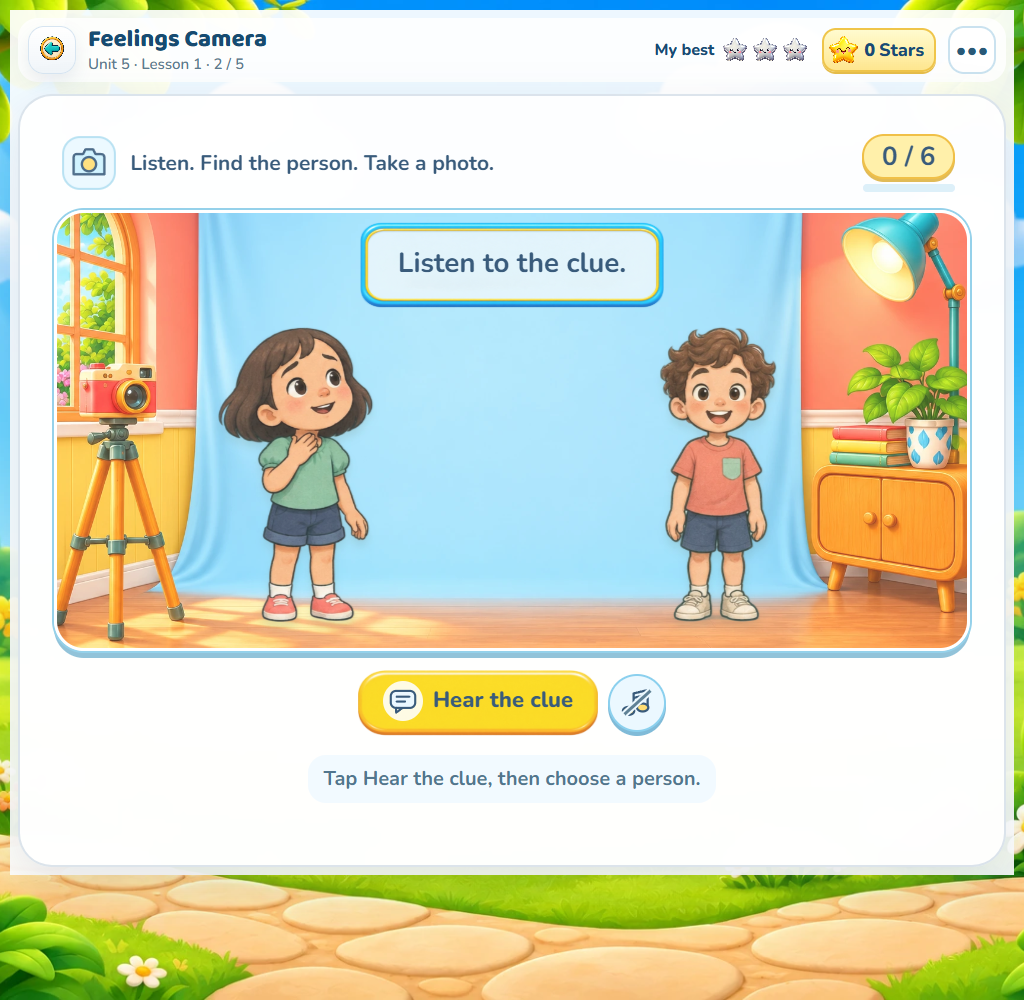 Feelings Camera
Unit 5 · Lesson 1 · 2 / 5
My best
0 Stars
Listen. Find the person. Take a photo.
0 / 6
Listen to the clue.
Hear the clue
Tap Hear the clue, then choose a person.